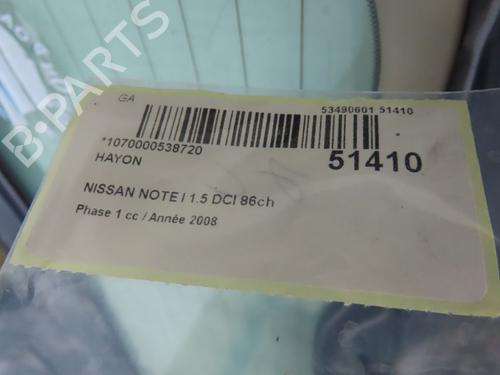 GA
53490601 51410
*1070000538720
HAYON
51410
NISSAN NOTE I 1.5 DCI 86ch
Phase 1 cc / Année 2008
B-PARTS